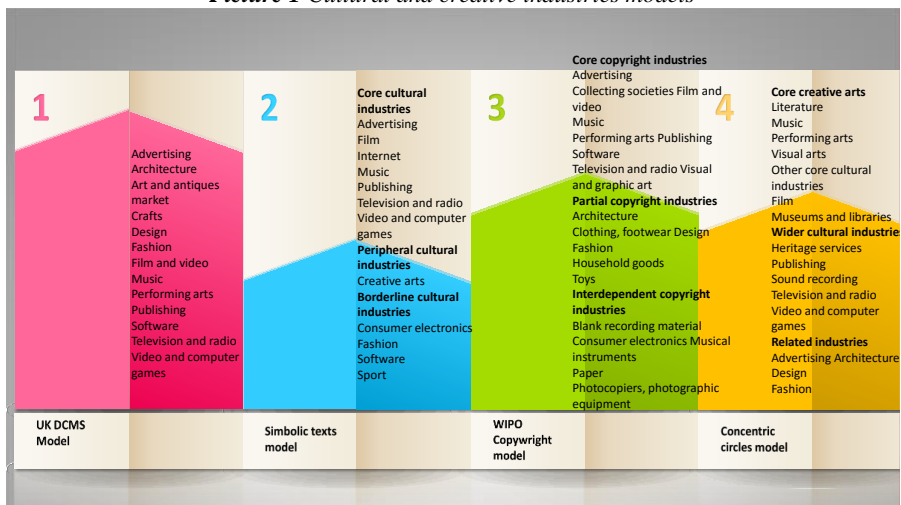 Picture 1 Cultural and creative industries models
1
Advertising
Architecture
Art and antiques
market
Crafts
Design
Fashion
Film and video
Music
Performing arts
Publishing
Software
Television and radio
Video and computer
games
UK DCMS
Model
2
Core cultural
industries
Advertising
Film
Internet
Music
Publishing
Television and radio
Video and computer
games
Peripheral cultural
industries
Creative arts
Borderline cultural
industries
Consumer electronics
Fashion
Software
Sport
Simbolic texts
model
3
Core copyright industries
Advertising
Collecting societies Film and
video
Music
Performing arts Publishing
Software
Television and radio Visual
and graphic art
Partial copyright industries
Architecture
Clothing, footwear Design
Fashion
Household goods
Toys
Interdependent copyright
industries
Blank recording material
Consumer electronics Musical
instruments
Paper
Photocopiers, photographic
equipment
WIPO
Copywright
model
4
Core creative arts
Literature
Music
Performing arts
Visual arts
Other core cultural
industries
Film
Museums and libraries
Wider cultural industries
Heritage services
Publishing
Sound recording
Television and radio
Video and computer
games
Related industries
Advertising Architecture
Design
Fashion
Concentric
circles model